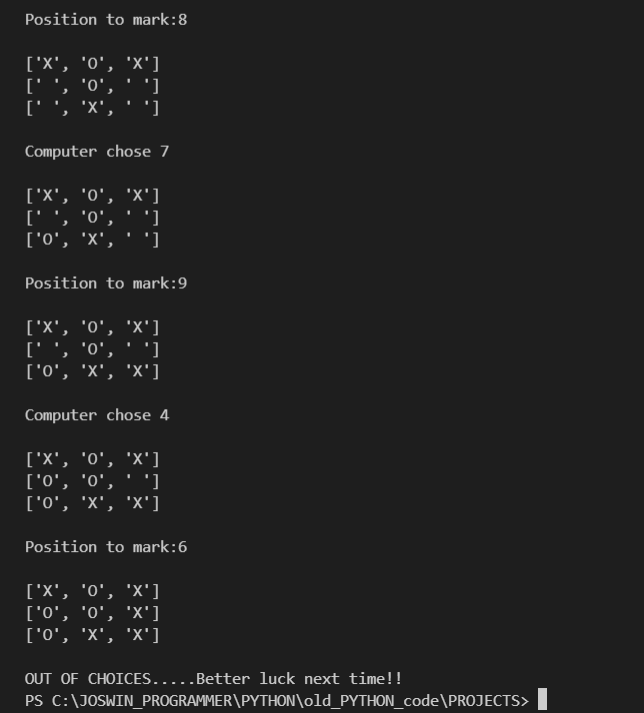 Position to mark:8
['X', 'O', 'X']
[' ', 'O', ' ']
[' ', 'X', ' ']
Computer chose 7
['X', 'O', 'X']
[' ', 'O', ' ']
['O', 'X', ' ']
Position to mark:9
['X', 'O', 'X']
[' ', 'O', ' ']
['O', 'X', 'X']
Computer chose 4
['X', 'O', 'X']
['O', 'O', ' ']
['O', 'X', 'X']
Position to mark:6
['X', 'O', 'X']
['O', 'O', 'X']
['O', 'X', 'X']
OUT OF CHOICES.....Better luck next time!!
PS C:\JOSWIN_PROGRAMMER\PYTHON\old_PYTHON_code\PROJECTS>